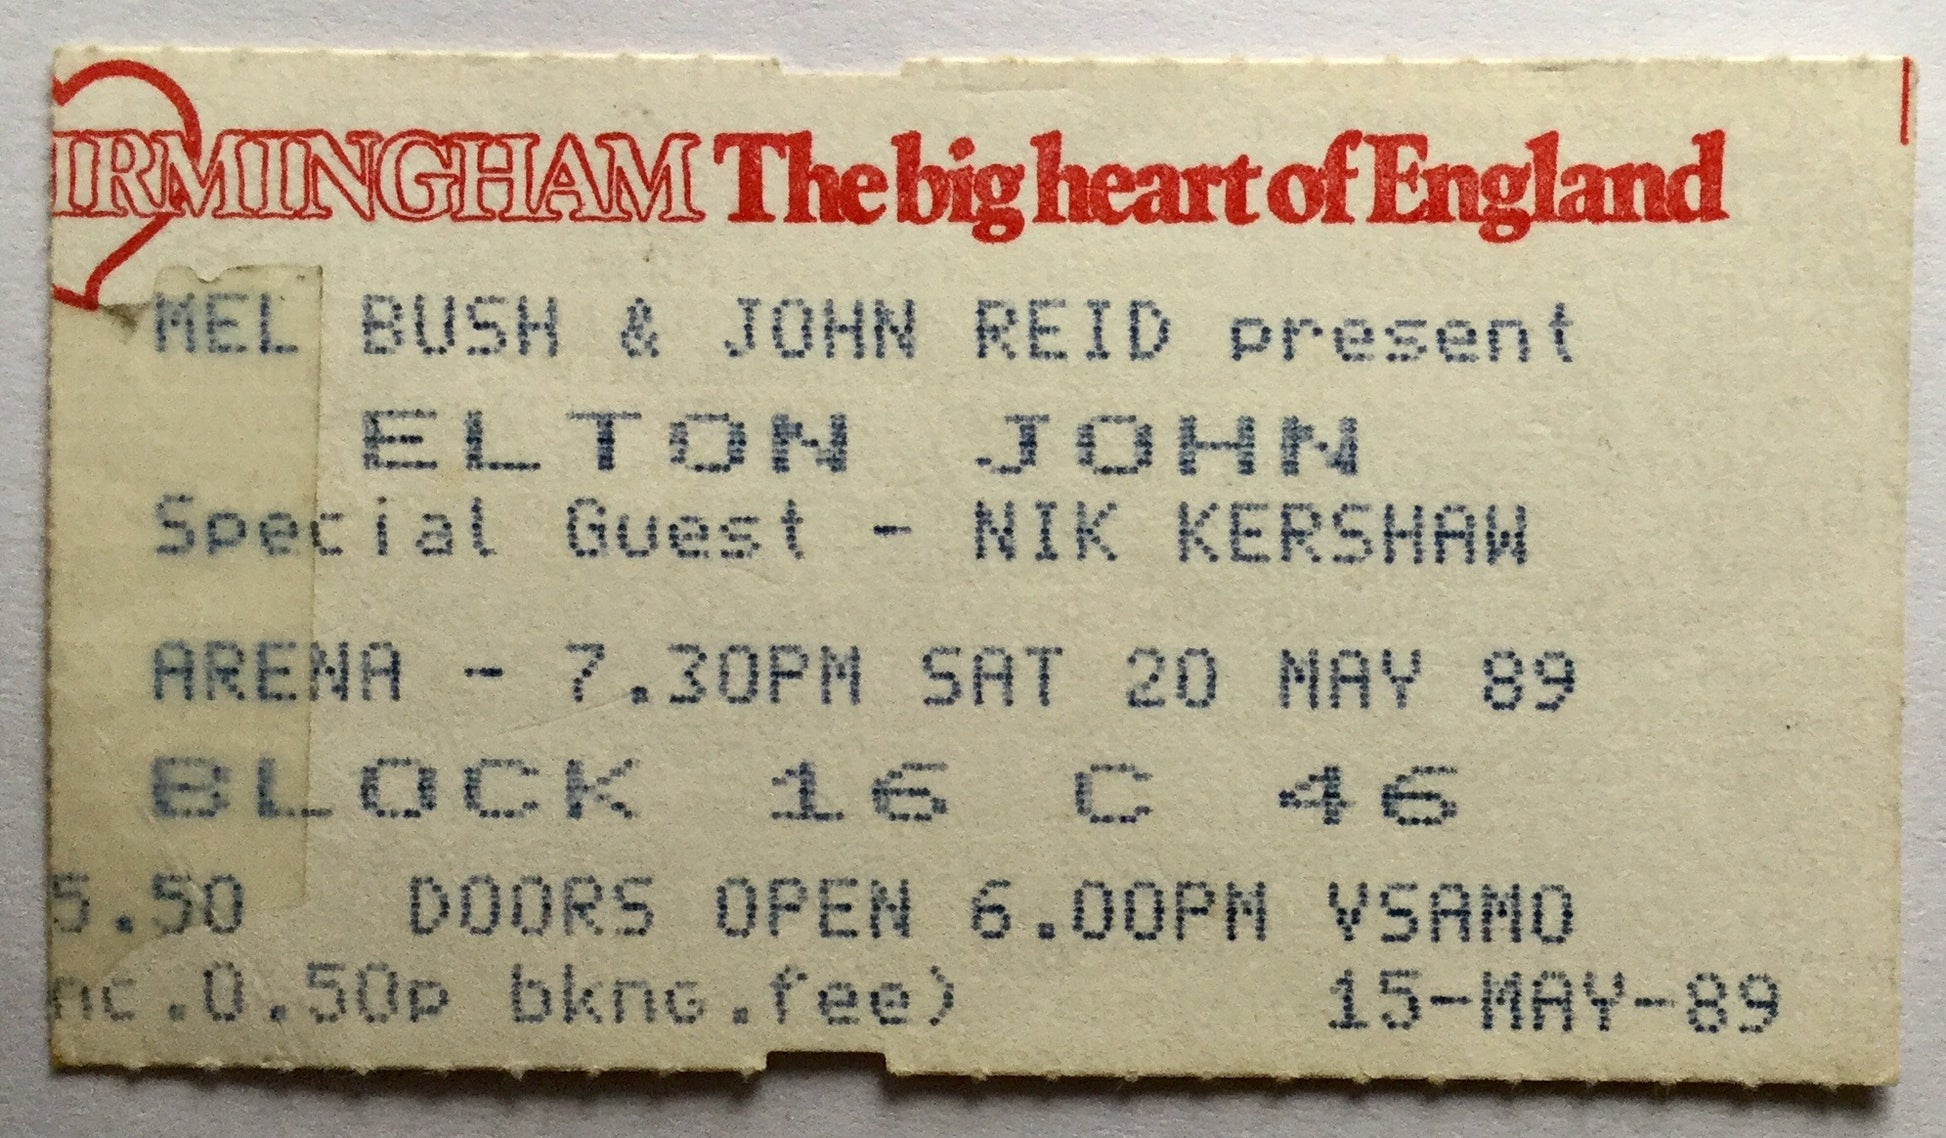 IRMINGHAM The big heart of England
MEL BUSH & JOHN REID present
ELTON JOHN
Special Guest - NIK KERSHAW
ARENA - 7.30PM SAT 20 MAY 89
BLOCK 16 C 46
5.50 DOORS OPEN 6.00PM VSAMO
nc.0.50p bkng.fee) 15-MAY-89